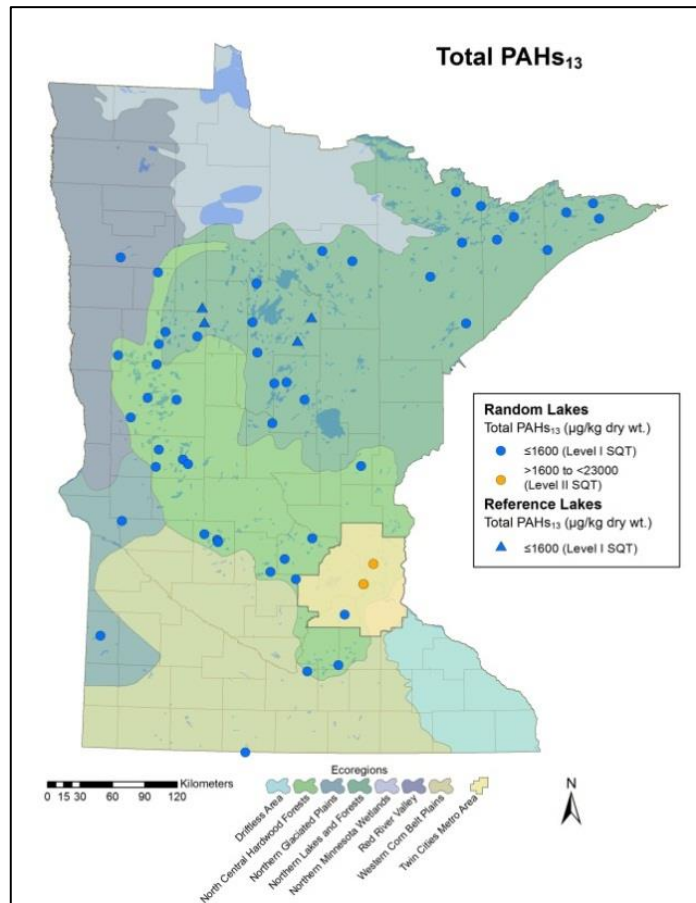 Total PAHs₁₃
Random Lakes
Total PAHs₁₃ (µg/kg dry wt.)
≤1600 (Level I SQT)
>1600 to <23000
(Level II SQT)
Reference Lakes
Total PAHs₁₃ (µg/kg dry wt.)
≤1600 (Level I SQT)
Kilometers
0 15 30 60 90 120
Ecoregions
Driftless Area
North Central Hardwood Forests
Northern Glaciated Plains
Northern Lakes and Forests
Northern Minnesota Wetlands
Red River Valley
Western Corn Belt Plains
Twin Cities Metro Area
N